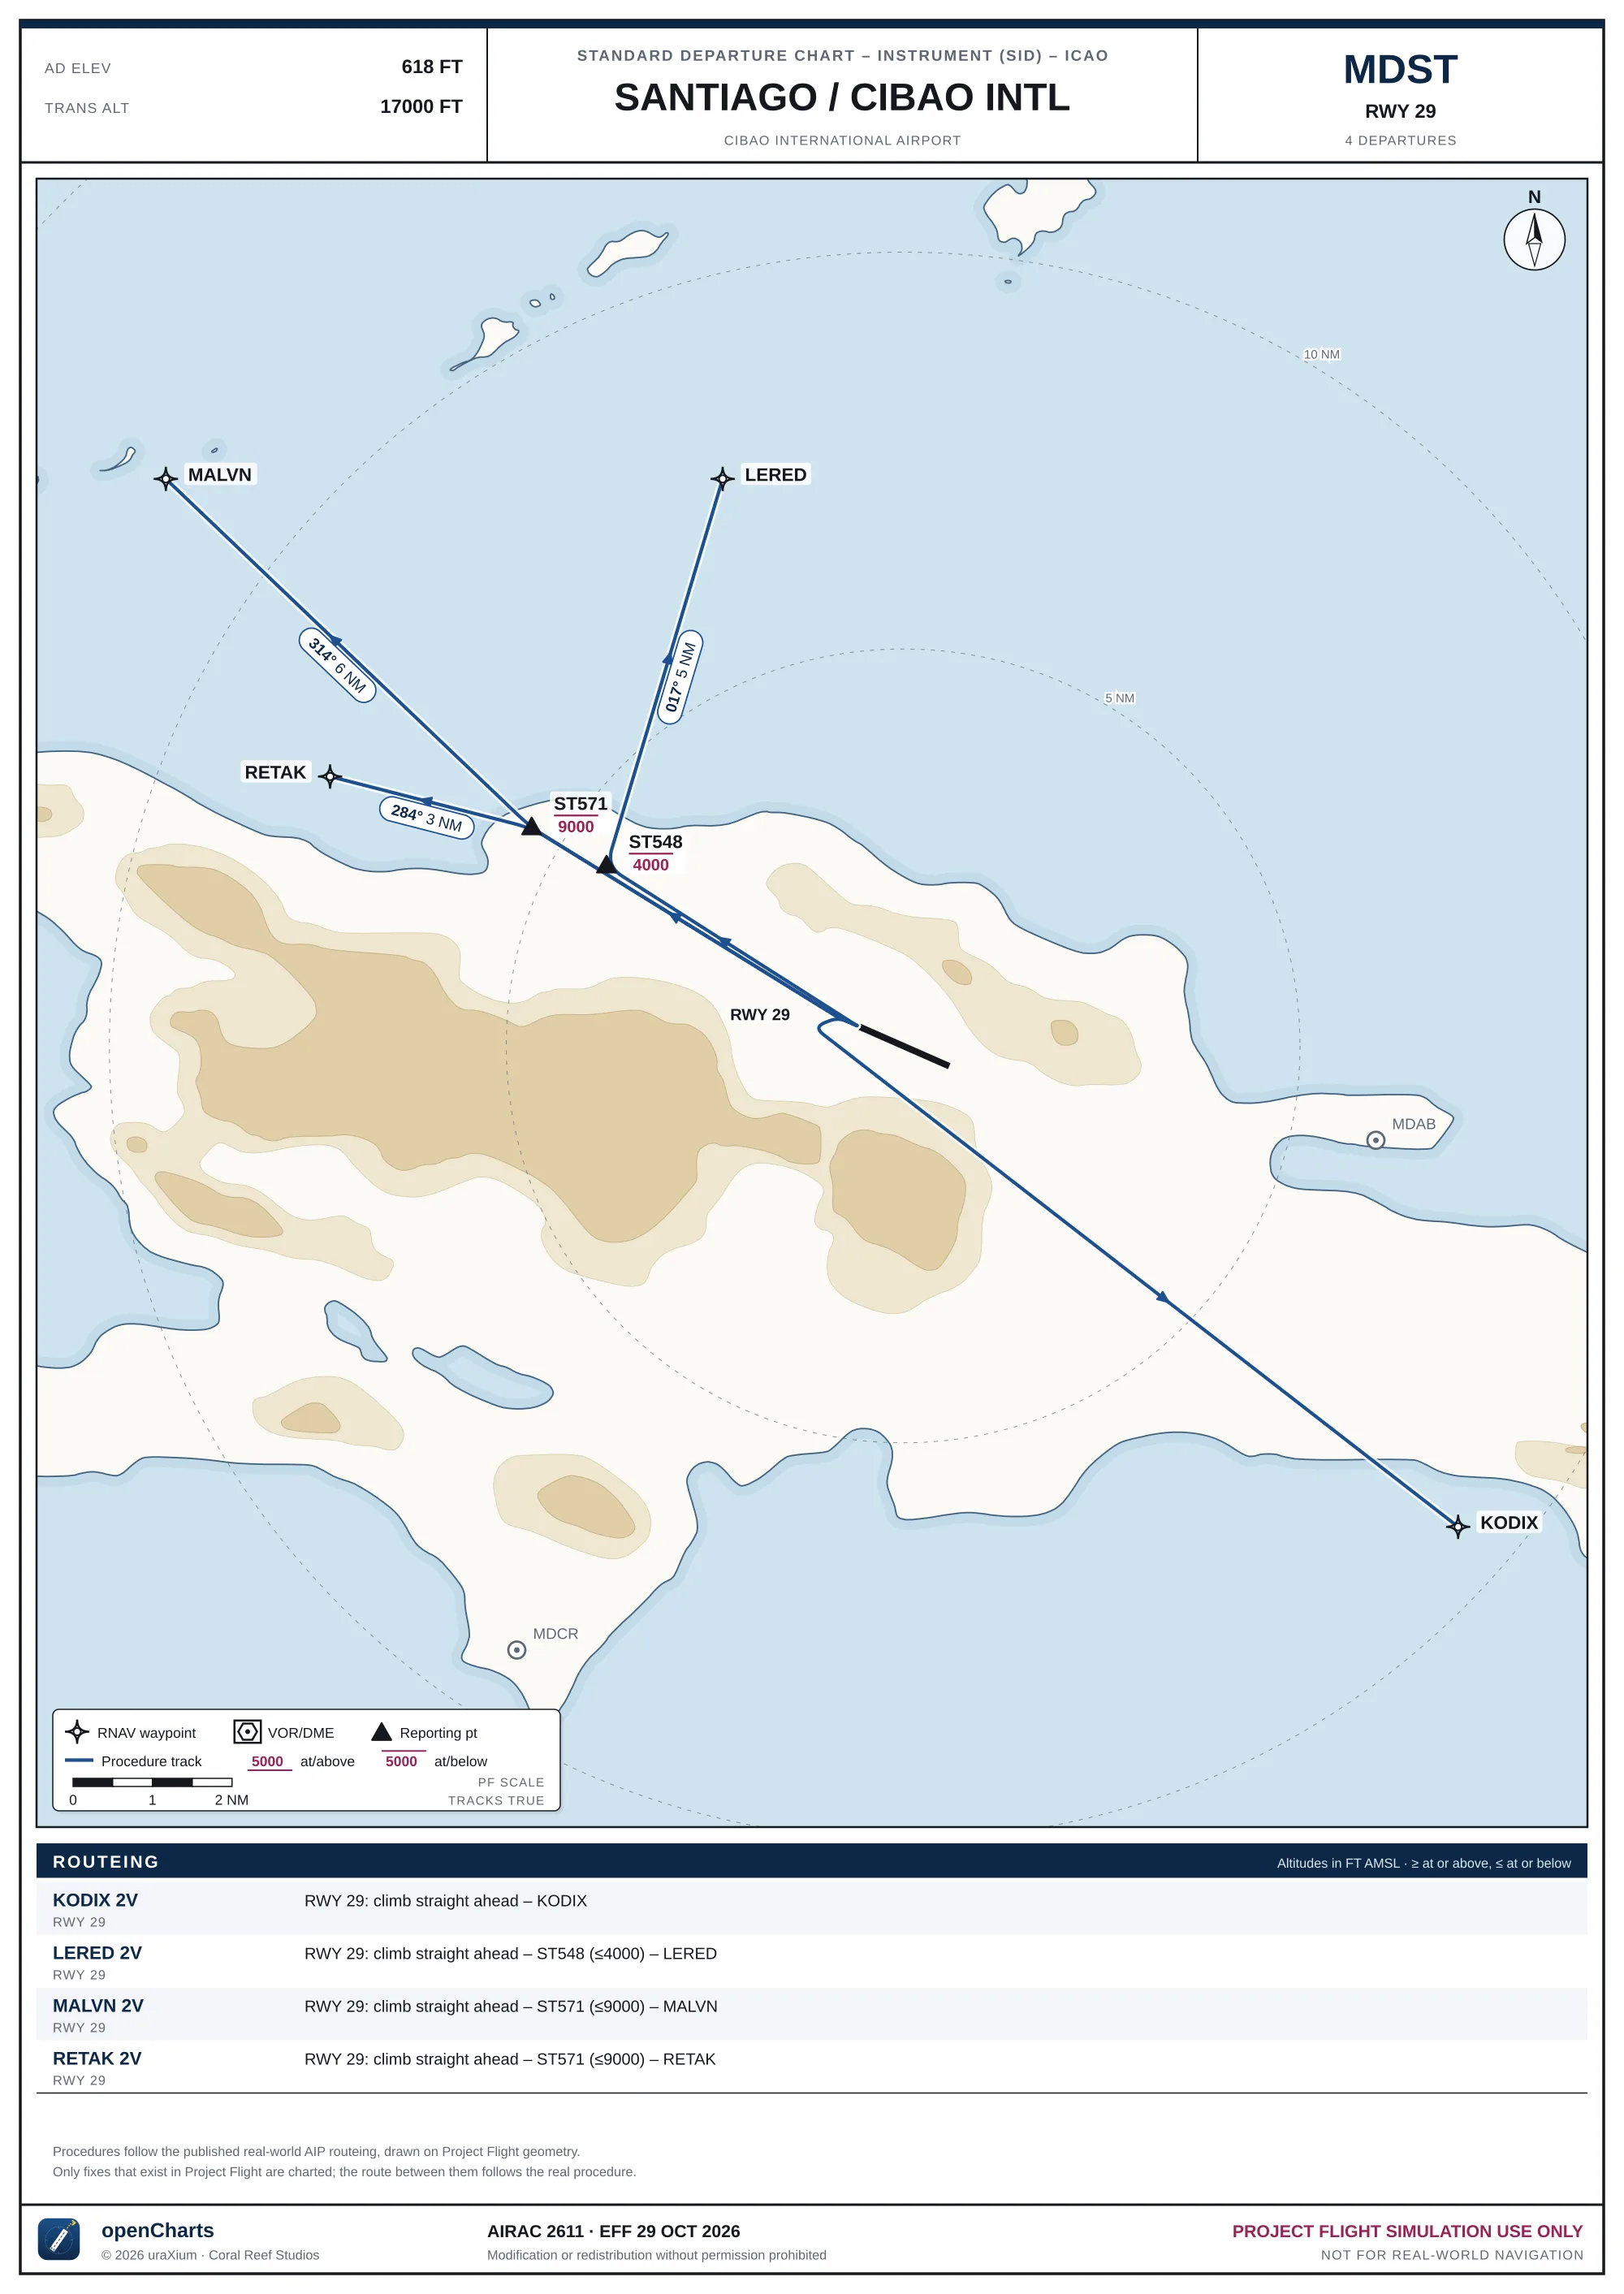 AD ELEV 618 FT
TRANS ALT 17000 FT
STANDARD DEPARTURE CHART – INSTRUMENT (SID) – ICAO
SANTIAGO / CIBAO INTL
CIBAO INTERNATIONAL AIRPORT
MDST
RWY 29
4 DEPARTURES
N
10 NM
MALVN
LERED
314° 6 NM
017° 5 NM
5 NM
RETAK
284° 3 NM
ST571
9000
ST548
4000
RWY 29
MDAB
KODIX
MDCR
RNAV waypoint VOR/DME Reporting pt
Procedure track 5000 at/above 5000 at/below
PF SCALE
0 1 2 NM TRACKS TRUE
ROUTEING Altitudes in FT AMSL · ≥ at or above, ≤ at or below
KODIX 2V RWY 29: climb straight ahead – KODIX
RWY 29
LERED 2V RWY 29: climb straight ahead – ST548 (≤4000) – LERED
RWY 29
MALVN 2V RWY 29: climb straight ahead – ST571 (≤9000) – MALVN
RWY 29
RETAK 2V RWY 29: climb straight ahead – ST571 (≤9000) – RETAK
RWY 29
Procedures follow the published real-world AIP routeing, drawn on Project Flight geometry.
Only fixes that exist in Project Flight are charted; the route between them follows the real procedure.
openCharts
© 2026 uraXium · Coral Reef Studios
AIRAC 2611 · EFF 29 OCT 2026
Modification or redistribution without permission prohibited
PROJECT FLIGHT SIMULATION USE ONLY
NOT FOR REAL-WORLD NAVIGATION